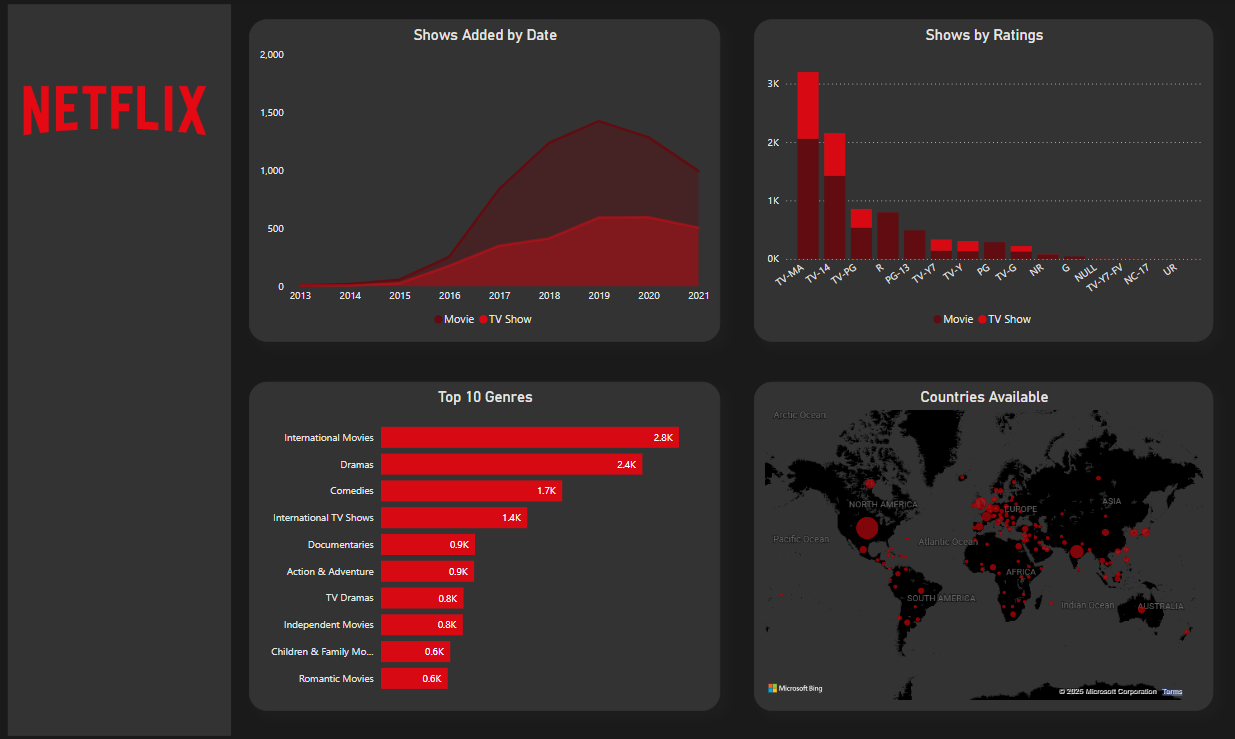 NETFLIX
Shows Added by Date
2,000
1,500
1,000
500
0
2013 2014 2015 2016 2017 2018 2019 2020 2021
Movie TV Show
Shows by Ratings
3K
2K
1K
0K
TV-MA TV-14 TV-PG R PG-13 TV-Y7 TV-Y PG TV-G NR G NULL TV-Y7-FV NC-17 UR
Movie TV Show
Top 10 Genres
International Movies 2.8K
Dramas 2.4K
Comedies 1.7K
International TV Shows 1.4K
Documentaries 0.9K
Action & Adventure 0.9K
TV Dramas 0.8K
Independent Movies 0.8K
Children & Family Mo... 0.6K
Romantic Movies 0.6K
Countries Available
Arctic Ocean
NORTH AMERICA
EUROPE
ASIA
Pacific Ocean
Atlantic Ocean
AFRICA
SOUTH AMERICA
Indian Ocean
AUSTRALIA
Microsoft Bing
© 2025 Microsoft Corporation Terms